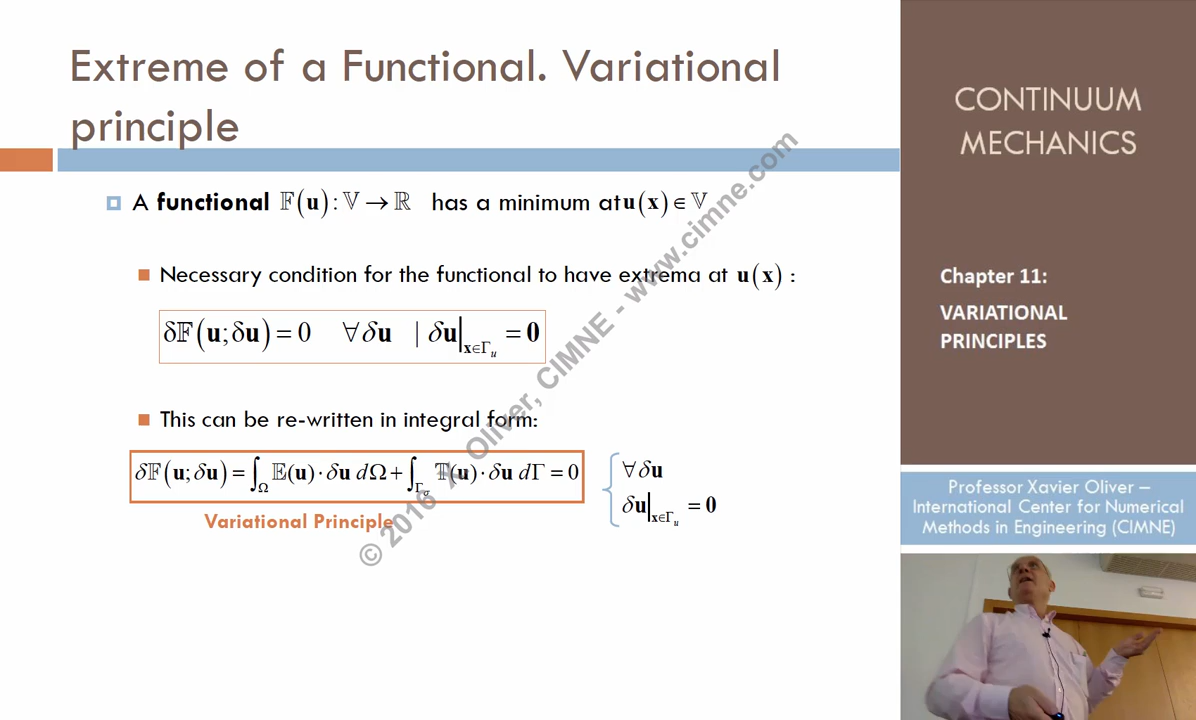 Extreme of a Functional. Variational
principle
A functional 𝔽(u): 𝕍 → ℝ has a minimum at u(x) ∈ 𝕍
Necessary condition for the functional to have extrema at u(x) :
δ𝔽(u; δu) = 0 ∀δu | δu|ₓ∈Γᵤ = 0
This can be re-written in integral form:
δ𝔽(u; δu) = ∫_Ω 𝔼(u) · δu dΩ + ∫_Γσ 𝕋(u) · δu dΓ = 0
∀δu
δu|ₓ∈Γᵤ = 0
Variational Principle
© 2016 X. Oliver, CIMNE - www.cimne.com
CONTINUUM
MECHANICS
Chapter 11:
VARIATIONAL
PRINCIPLES
Professor Xavier Oliver –
International Center for Numerical
Methods in Engineering (CIMNE)